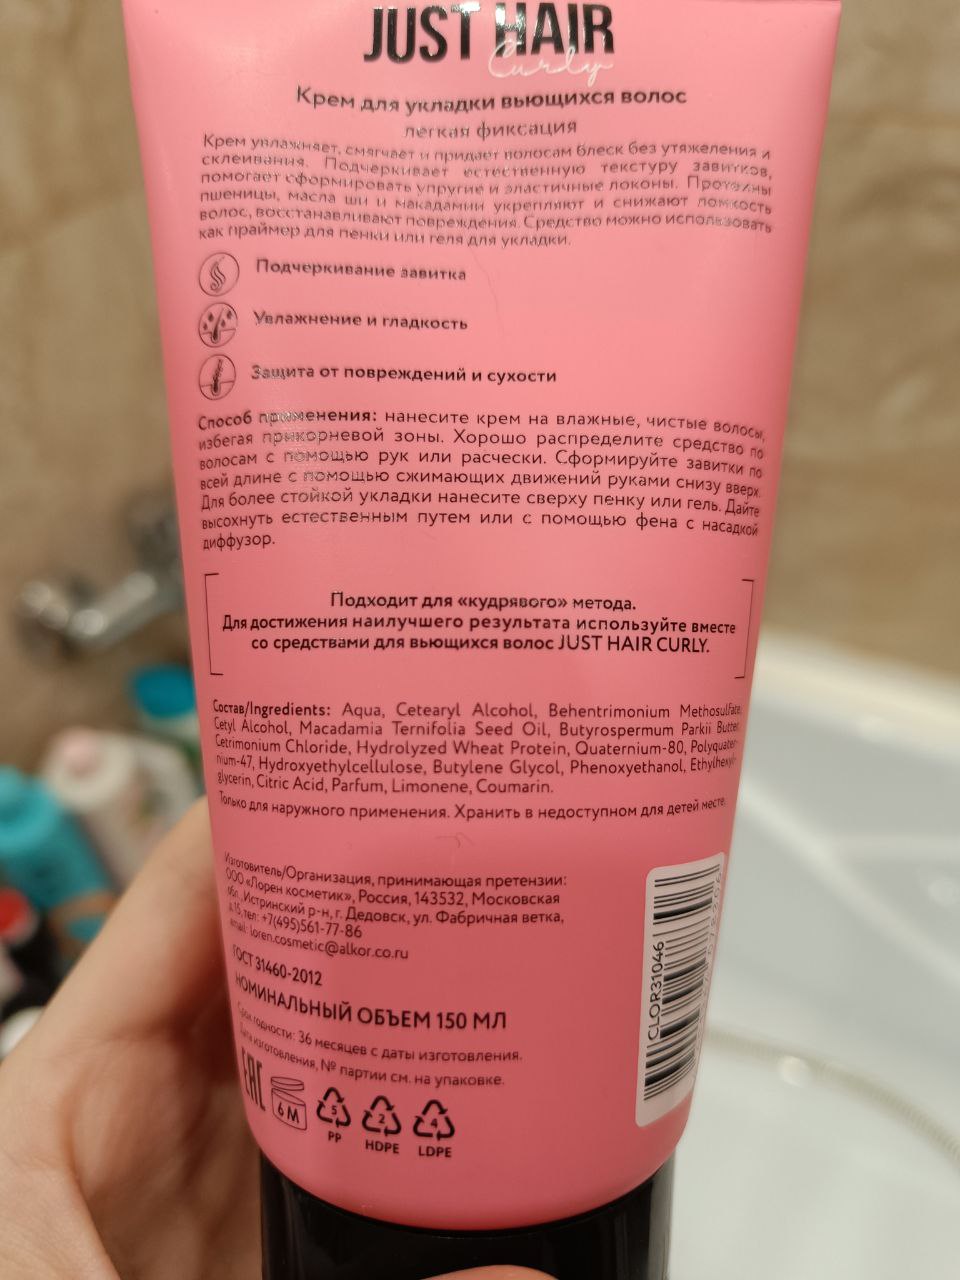 JUST HAIR
Curly
Крем для укладки вьющихся волос
легкая фиксация
Крем увлажняет, смягчает и придает волосам блеск без утяжеления и
склеивания. Подчеркивает естественную текстуру завитков,
помогает сформировать упругие и эластичные локоны. Протеины
пшеницы, масла ши и макадамии укрепляют и снижают ломкость
волос, восстанавливают повреждения. Средство можно использовать
как праймер для пенки или геля для укладки.
Подчеркивание завитка
Увлажнение и гладкость
Защита от повреждений и сухости
Способ применения: нанесите крем на влажные, чистые волосы,
избегая прикорневой зоны. Хорошо распределите средство по
волосам с помощью рук или расчески. Сформируйте завитки по
всей длине с помощью сжимающих движений руками снизу вверх.
Для более стойкой укладки нанесите сверху пенку или гель. Дайте
высохнуть естественным путем или с помощью фена с насадкой
диффузор.
Подходит для «кудрявого» метода.
Для достижения наилучшего результата используйте вместе
со средствами для вьющихся волос JUST HAIR CURLY.
Состав/Ingredients: Aqua, Cetearyl Alcohol, Behentrimonium Methosulfate,
Cetyl Alcohol, Macadamia Ternifolia Seed Oil, Butyrospermum Parkii Butter,
Cetrimonium Chloride, Hydrolyzed Wheat Protein, Quaternium-80, Polyquater-
nium-47, Hydroxyethylcellulose, Butylene Glycol, Phenoxyethanol, Ethylhexyl-
glycerin, Citric Acid, Parfum, Limonene, Coumarin.
Только для наружного применения. Хранить в недоступном для детей месте.
Изготовитель/Организация, принимающая претензии:
ООО «Лорен косметик», Россия, 143532, Московская
обл., Истринский р-н, г. Дедовск, ул. Фабричная ветка,
д.15, тел: +7(495)561-77-86
email: loren.cosmetic@alkor.co.ru
ГОСТ 31460-2012
НОМИНАЛЬНЫЙ ОБЪЕМ 150 МЛ
Срок годности: 36 месяцев с даты изготовления.
Дата изготовления, № партии см. на упаковке.
EAC
6 M
5
PP
2
HDPE
4
LDPE
CLOR31046